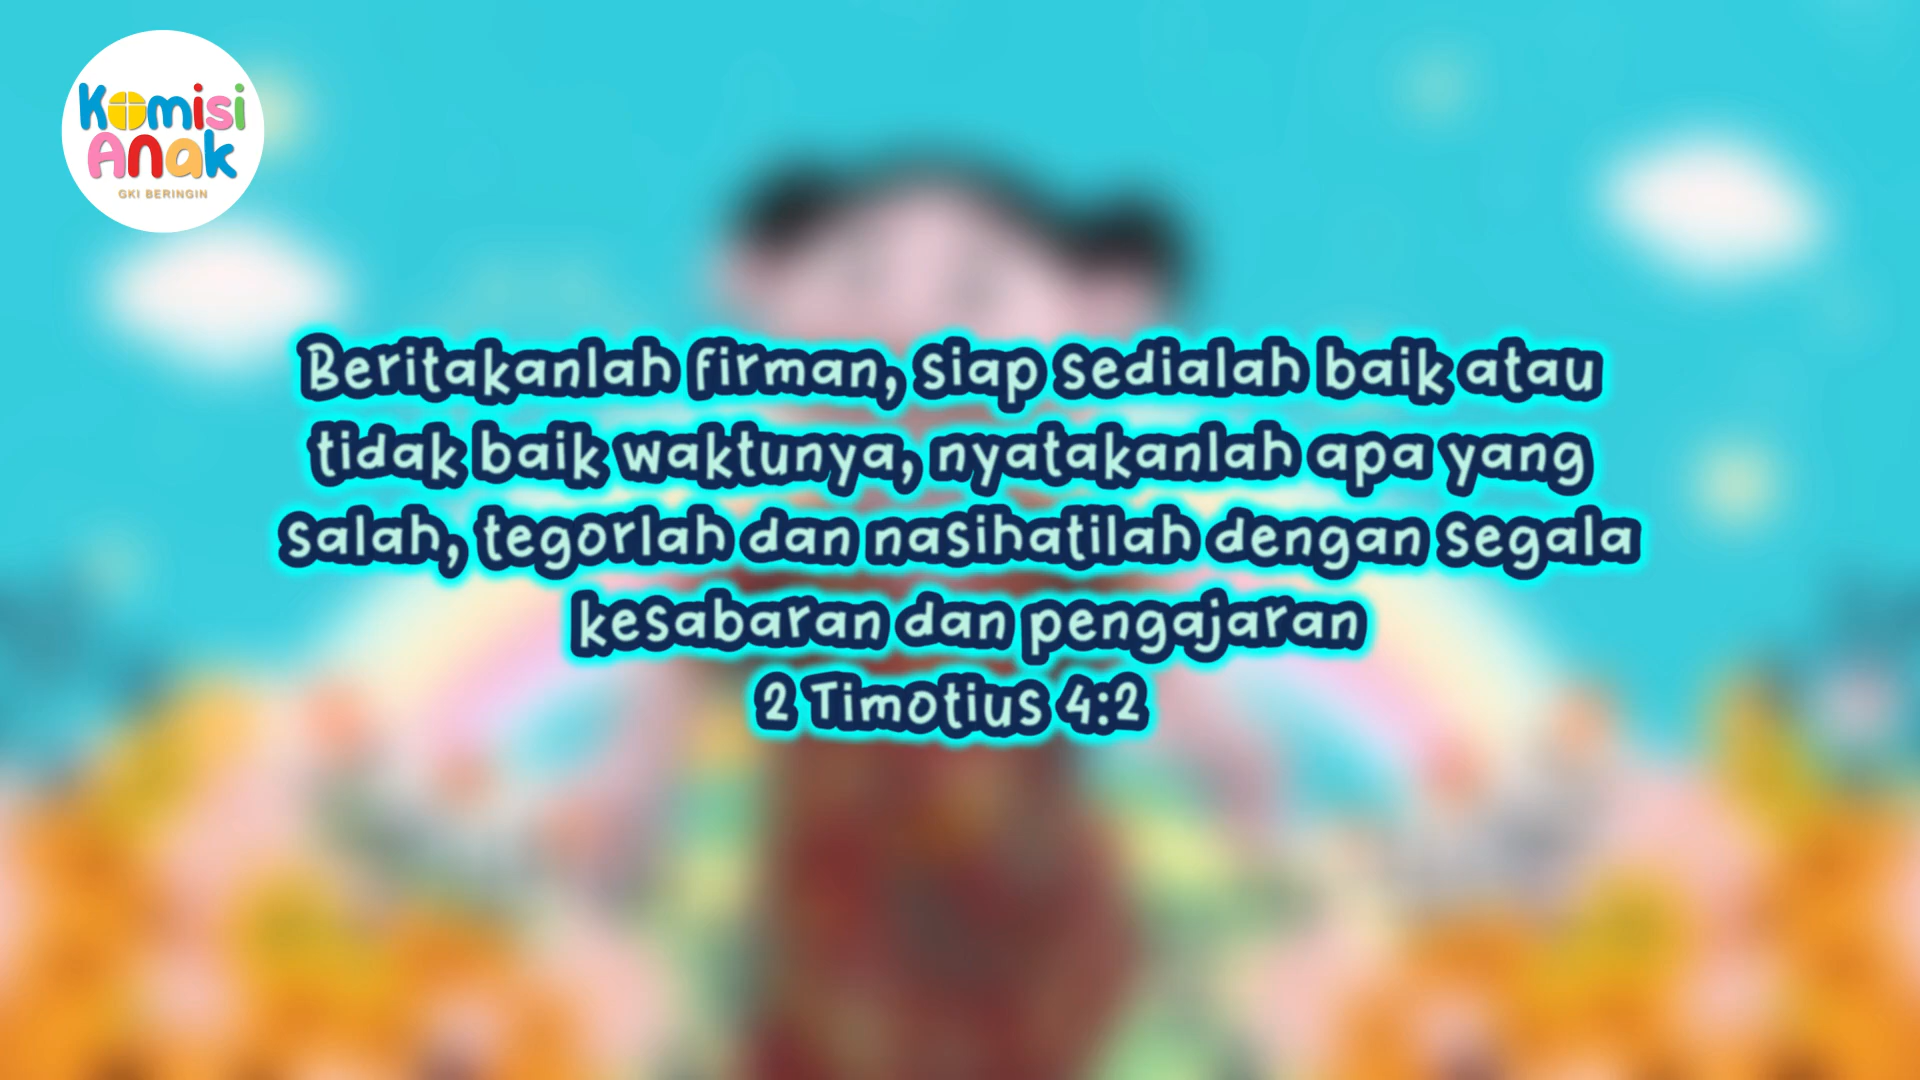 Komisi
Anak
GKI BERINGIN
Beritakanlah firman, siap sedialah baik atau
tidak baik waktunya, nyatakanlah apa yang
salah, tegorlah dan nasihatilah dengan segala
kesabaran dan pengajaran
2 Timotius 4:2